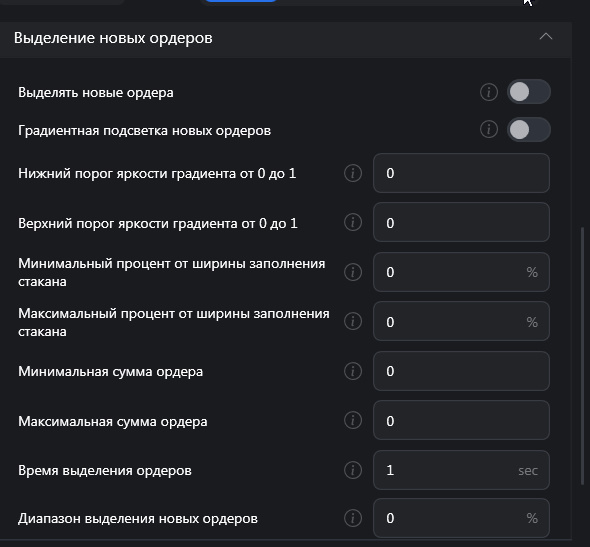 Выделение новых ордеров
Выделять новые ордера
Градиентная подсветка новых ордеров
Нижний порог яркости градиента от 0 до 1
0
Верхний порог яркости градиента от 0 до 1
0
Минимальный процент от ширины заполнения
стакана
0 %
Максимальный процент от ширины заполнения
стакана
0 %
Минимальная сумма ордера
0
Максимальная сумма ордера
0
Время выделения ордеров
1 sec
Диапазон выделения новых ордеров
0 %